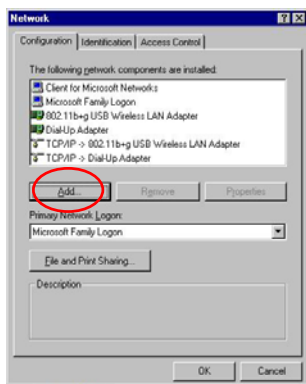 Network
Configuration Identification Access Control
The following network components are installed:
Client for Microsoft Networks
Microsoft Family Logon
802.11b+g USB Wireless LAN Adapter
Dial-Up Adapter
TCP/IP -> 802.11b+g USB Wireless LAN Adapter
TCP/IP -> Dial-Up Adapter
Add... Remove Properties
Primary Network Logon:
Microsoft Family Logon
File and Print Sharing...
Description
OK Cancel